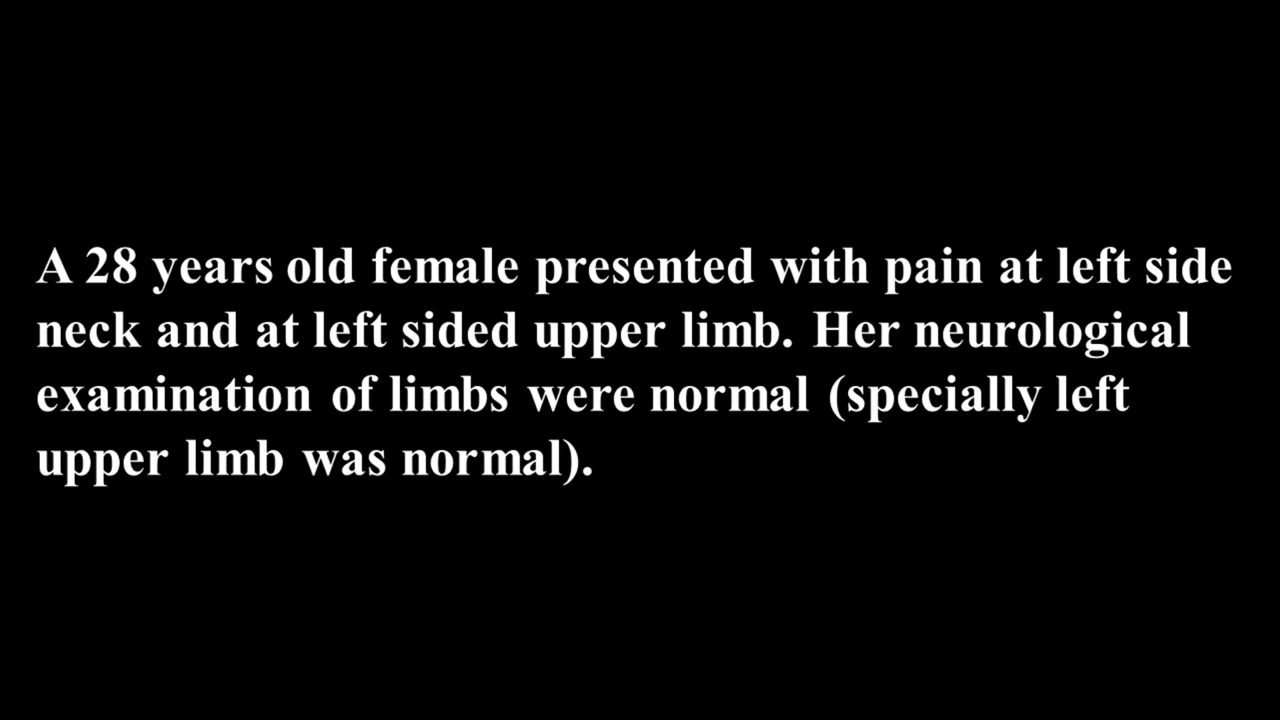 A 28 years old female presented with pain at left side
neck and at left sided upper limb. Her neurological
examination of limbs were normal (specially left
upper limb was normal).